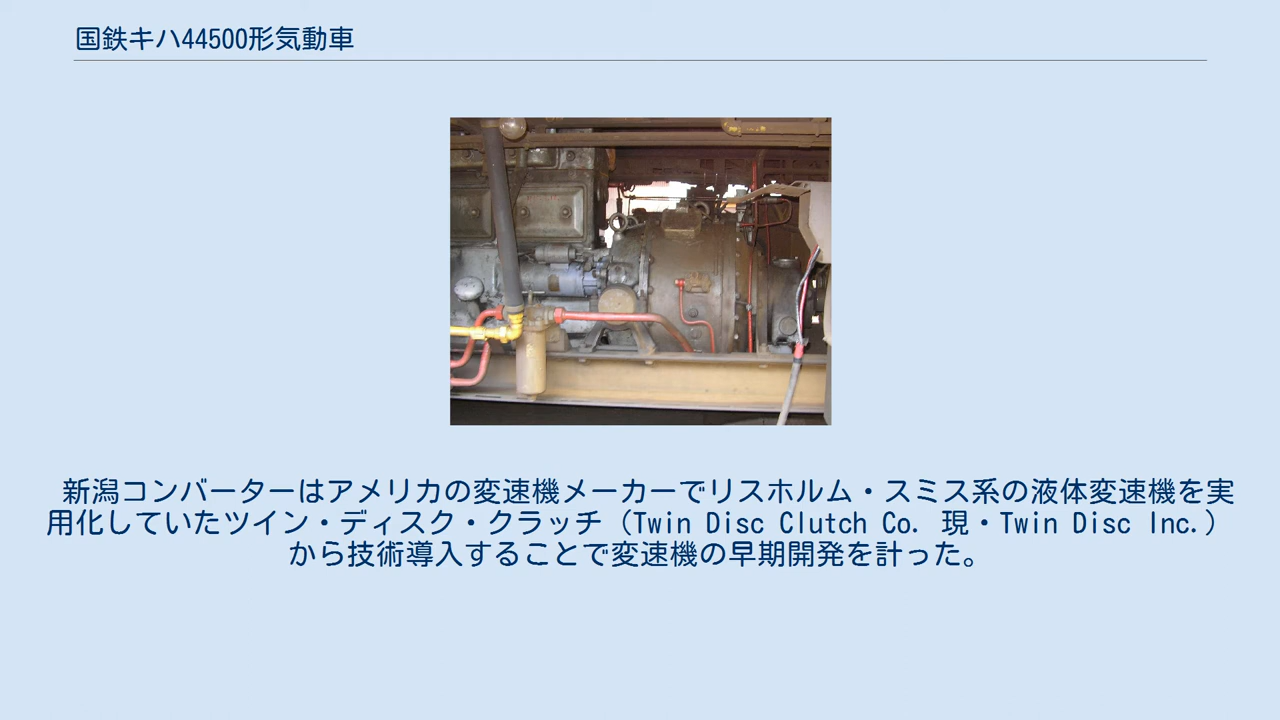 国鉄キハ44500形気動車
新潟コンバーターはアメリカの変速機メーカーでリスホルム・スミス系の液体変速機を実
用化していたツイン・ディスク・クラッチ（Twin Disc Clutch Co. 現・Twin Disc Inc.）
から技術導入することで変速機の早期開発を計った。